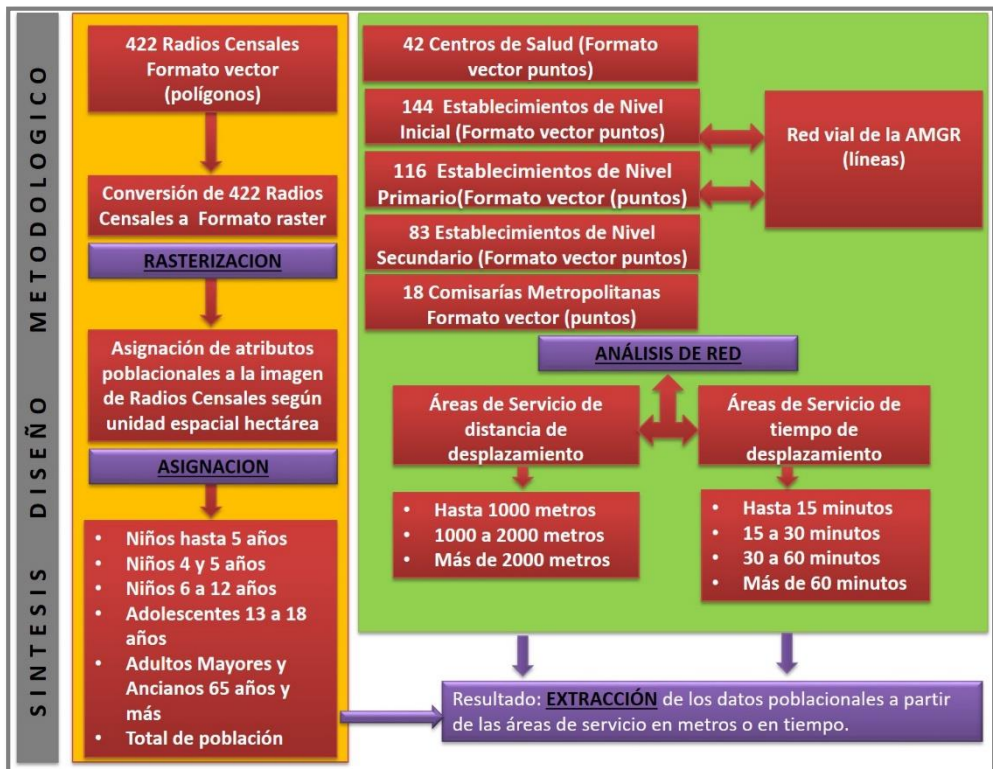 SINTESIS DISEÑO METODOLOGICO
422 Radios Censales
Formato vector
(polígonos)
Conversión de 422 Radios
Censales a Formato raster
RASTERIZACION
Asignación de atributos
poblacionales a la imagen
de Radios Censales según
unidad espacial hectárea
ASIGNACION
• Niños hasta 5 años
• Niños 4 y 5 años
• Niños 6 a 12 años
• Adolescentes 13 a 18
años
• Adultos Mayores y
Ancianos 65 años y
más
• Total de población
42 Centros de Salud (Formato
vector puntos)
144 Establecimientos de Nivel
Inicial (Formato vector puntos)
116 Establecimientos de Nivel
Primario(Formato vector (puntos)
83 Establecimientos de Nivel
Secundario (Formato vector puntos)
18 Comisarías Metropolitanas
Formato vector (puntos)
Red vial de la AMGR
(líneas)
ANÁLISIS DE RED
Áreas de Servicio de
distancia de
desplazamiento
• Hasta 1000 metros
• 1000 a 2000 metros
• Más de 2000 metros
Áreas de Servicio de
tiempo de
desplazamiento
• Hasta 15 minutos
• 15 a 30 minutos
• 30 a 60 minutos
• Más de 60 minutos
Resultado: EXTRACCIÓN de los datos poblacionales a partir
de las áreas de servicio en metros o en tiempo.